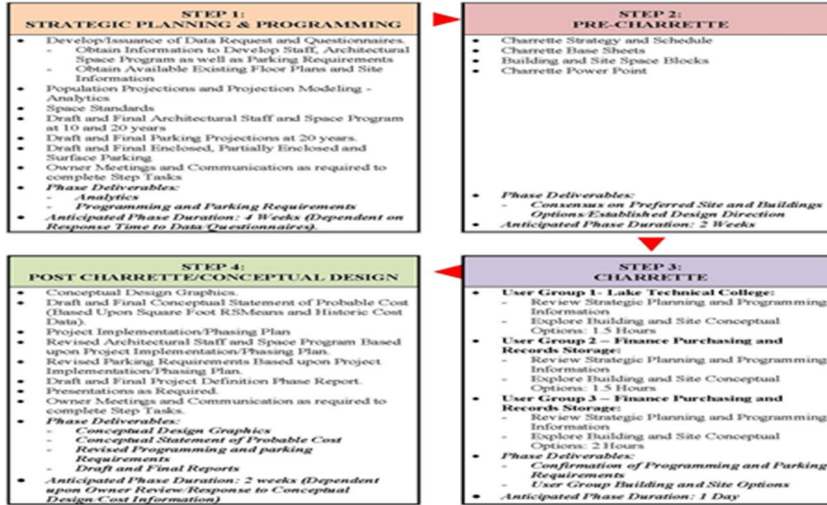 STEP 1:
STRATEGIC PLANNING & PROGRAMMING
• Develop/Issuance of Data Request and Questionnaires.
- Obtain Information to Develop Staff, Architectural
Space Program as well as Parking Requirements
- Obtain Available Existing Floor Plans and Site
Information
• Population Projections and Projection Modeling -
Analytics
• Space Standards
• Draft and Final Architectural Staff and Space Program
at 10 and 20 years
• Draft and Final Parking Projections at 20 years.
• Draft and Final Enclosed, Partially Enclosed and
Surface Parking
• Owner Meetings and Communication as required to
complete Step Tasks
• Phase Deliverables:
- Analytics
- Programming and Parking Requirements
• Anticipated Phase Duration: 4 Weeks (Dependent on
Response Time to Data/Questionnaires).
STEP 2:
PRE-CHARRETTE
• Charrette Strategy and Schedule
• Charrette Base Sheets
• Building and Site Space Blocks
• Charrette Power Point
• Phase Deliverables:
- Consensus on Preferred Site and Buildings
Options/Established Design Direction
• Anticipated Phase Duration: 2 Weeks
STEP 3:
CHARRETTE
• User Group 1- Lake Technical College:
- Review Strategic Planning and Programming
Information
- Explore Building and Site Conceptual
Options: 1.5 Hours
• User Group 2 – Finance Purchasing and
Records Storage:
- Review Strategic Planning and Programming
Information
- Explore Building and Site Conceptual
Options: 1.5 Hours
• User Group 3 – Finance Purchasing and
Records Storage:
- Review Strategic Planning and Programming
Information
- Explore Building and Site Conceptual
Options: 2 Hours
• Phase Deliverables:
- Confirmation of Programming and Parking
Requirements
- User Group Building and Site Options
• Anticipated Phase Duration: 1 Day
STEP 4:
POST CHARRETTE/CONCEPTUAL DESIGN
• Conceptual Design Graphics.
• Draft and Final Conceptual Statement of Probable Cost
(Based Upon Square Foot RSMeans and Historic Cost
Data).
• Project Implementation/Phasing Plan
• Revised Architectural Staff and Space Program Based
upon Project Implementation/Phasing Plan.
• Revised Parking Requirements Based upon Project
Implementation/Phasing Plan.
• Draft and Final Project Definition Phase Report.
• Presentations as Required.
• Owner Meetings and Communication as required to
complete Step Tasks.
• Phase Deliverables:
- Conceptual Design Graphics
- Conceptual Statement of Probable Cost
- Revised Programming and parking
Requirements
- Draft and Final Reports
• Anticipated Phase Duration: 2 weeks (Dependent
upon Owner Review/Response to Conceptual
Design/Cost Information)